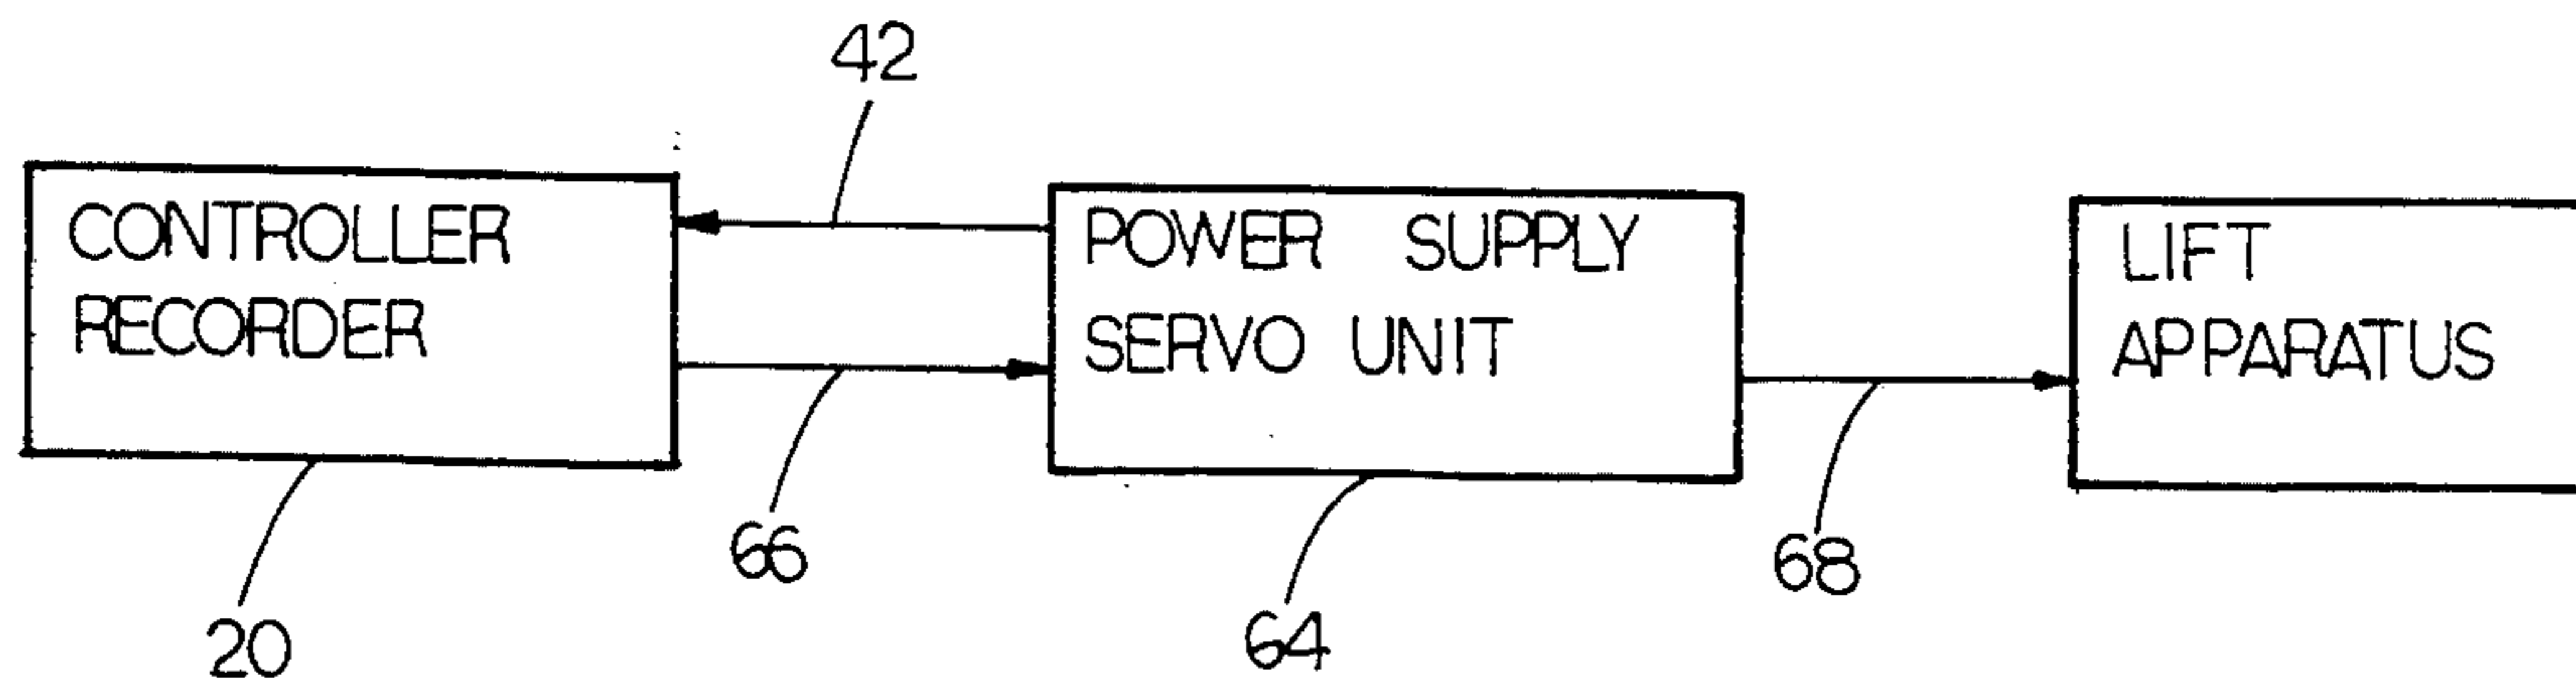 42
CONTROLLER
RECORDER
POWER SUPPLY
SERVO UNIT
LIFT
APPARATUS
66
68
20
64